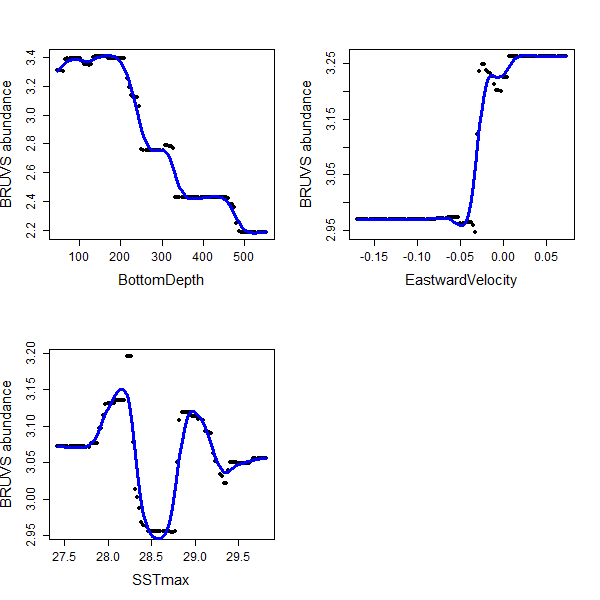 BRUVS abundance
2.2 2.4 2.6 2.8 3.0 3.2 3.4
100 200 300 400 500
BottomDepth
BRUVS abundance
2.95 3.05 3.15 3.25
-0.15 -0.10 -0.05 0.00 0.05
EastwardVelocity
BRUVS abundance
2.95 3.00 3.05 3.10 3.15 3.20
27.5 28.0 28.5 29.0 29.5
SSTmax